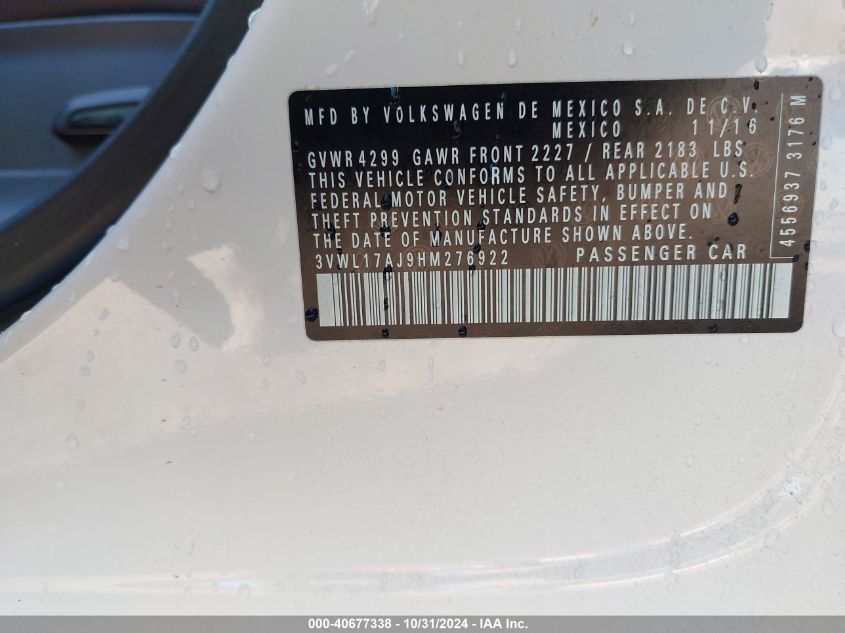 MFD BY VOLKSWAGEN DE MEXICO S.A. DE C.V.
MEXICO 11/16
GVWR 4299 GAWR FRONT 2227 / REAR 2183 LBS
THIS VEHICLE CONFORMS TO ALL APPLICABLE U.S.
FEDERAL MOTOR VEHICLE SAFETY, BUMPER AND
THEFT PREVENTION STANDARDS IN EFFECT ON
THE DATE OF MANUFACTURE SHOWN ABOVE.
3VWL17AJ9HM276922 PASSENGER CAR
4556937 3176 M
000-40677338 - 10/31/2024 - IAA Inc.